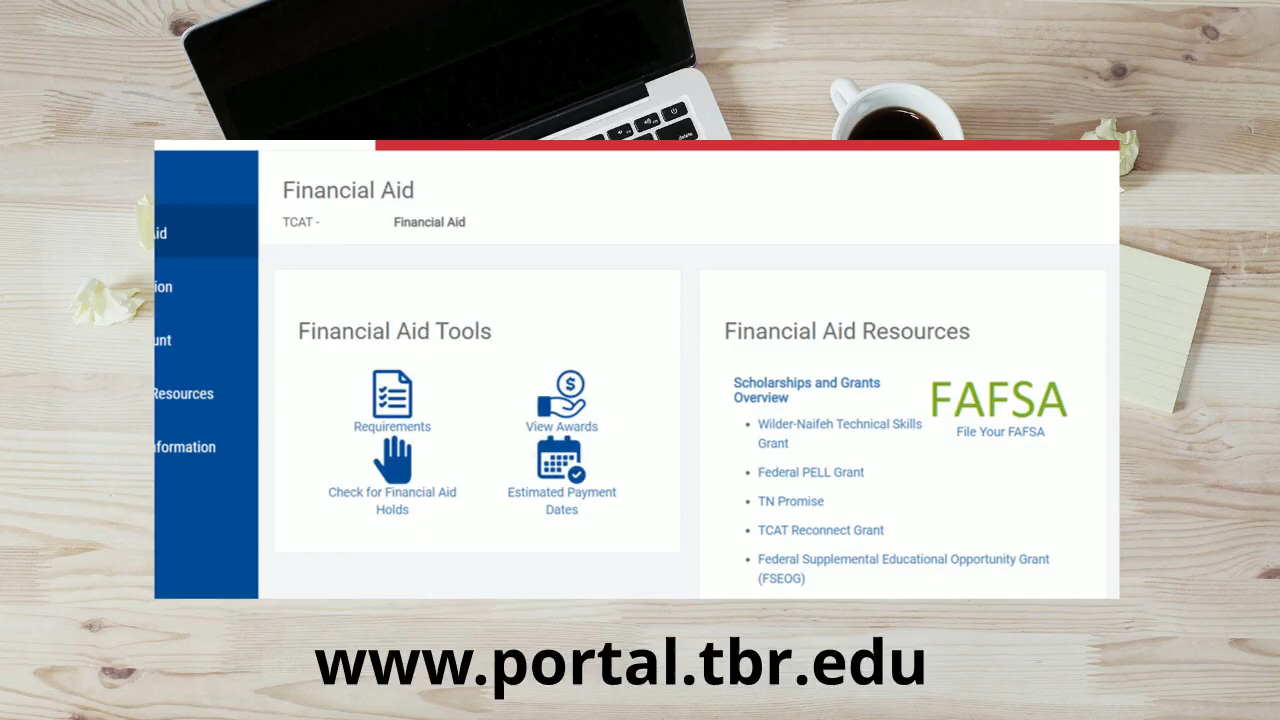 Financial Aid
TCAT - Financial Aid
id
ion
unt
Resources
formation
Financial Aid Tools
Requirements
View Awards
Check for Financial Aid
Holds
Estimated Payment
Dates
Financial Aid Resources
Scholarships and Grants
Overview
• Wilder-Naifeh Technical Skills
Grant
• Federal PELL Grant
• TN Promise
• TCAT Reconnect Grant
• Federal Supplemental Educational Opportunity Grant
(FSEOG)
FAFSA
File Your FAFSA
delete
www.portal.tbr.edu